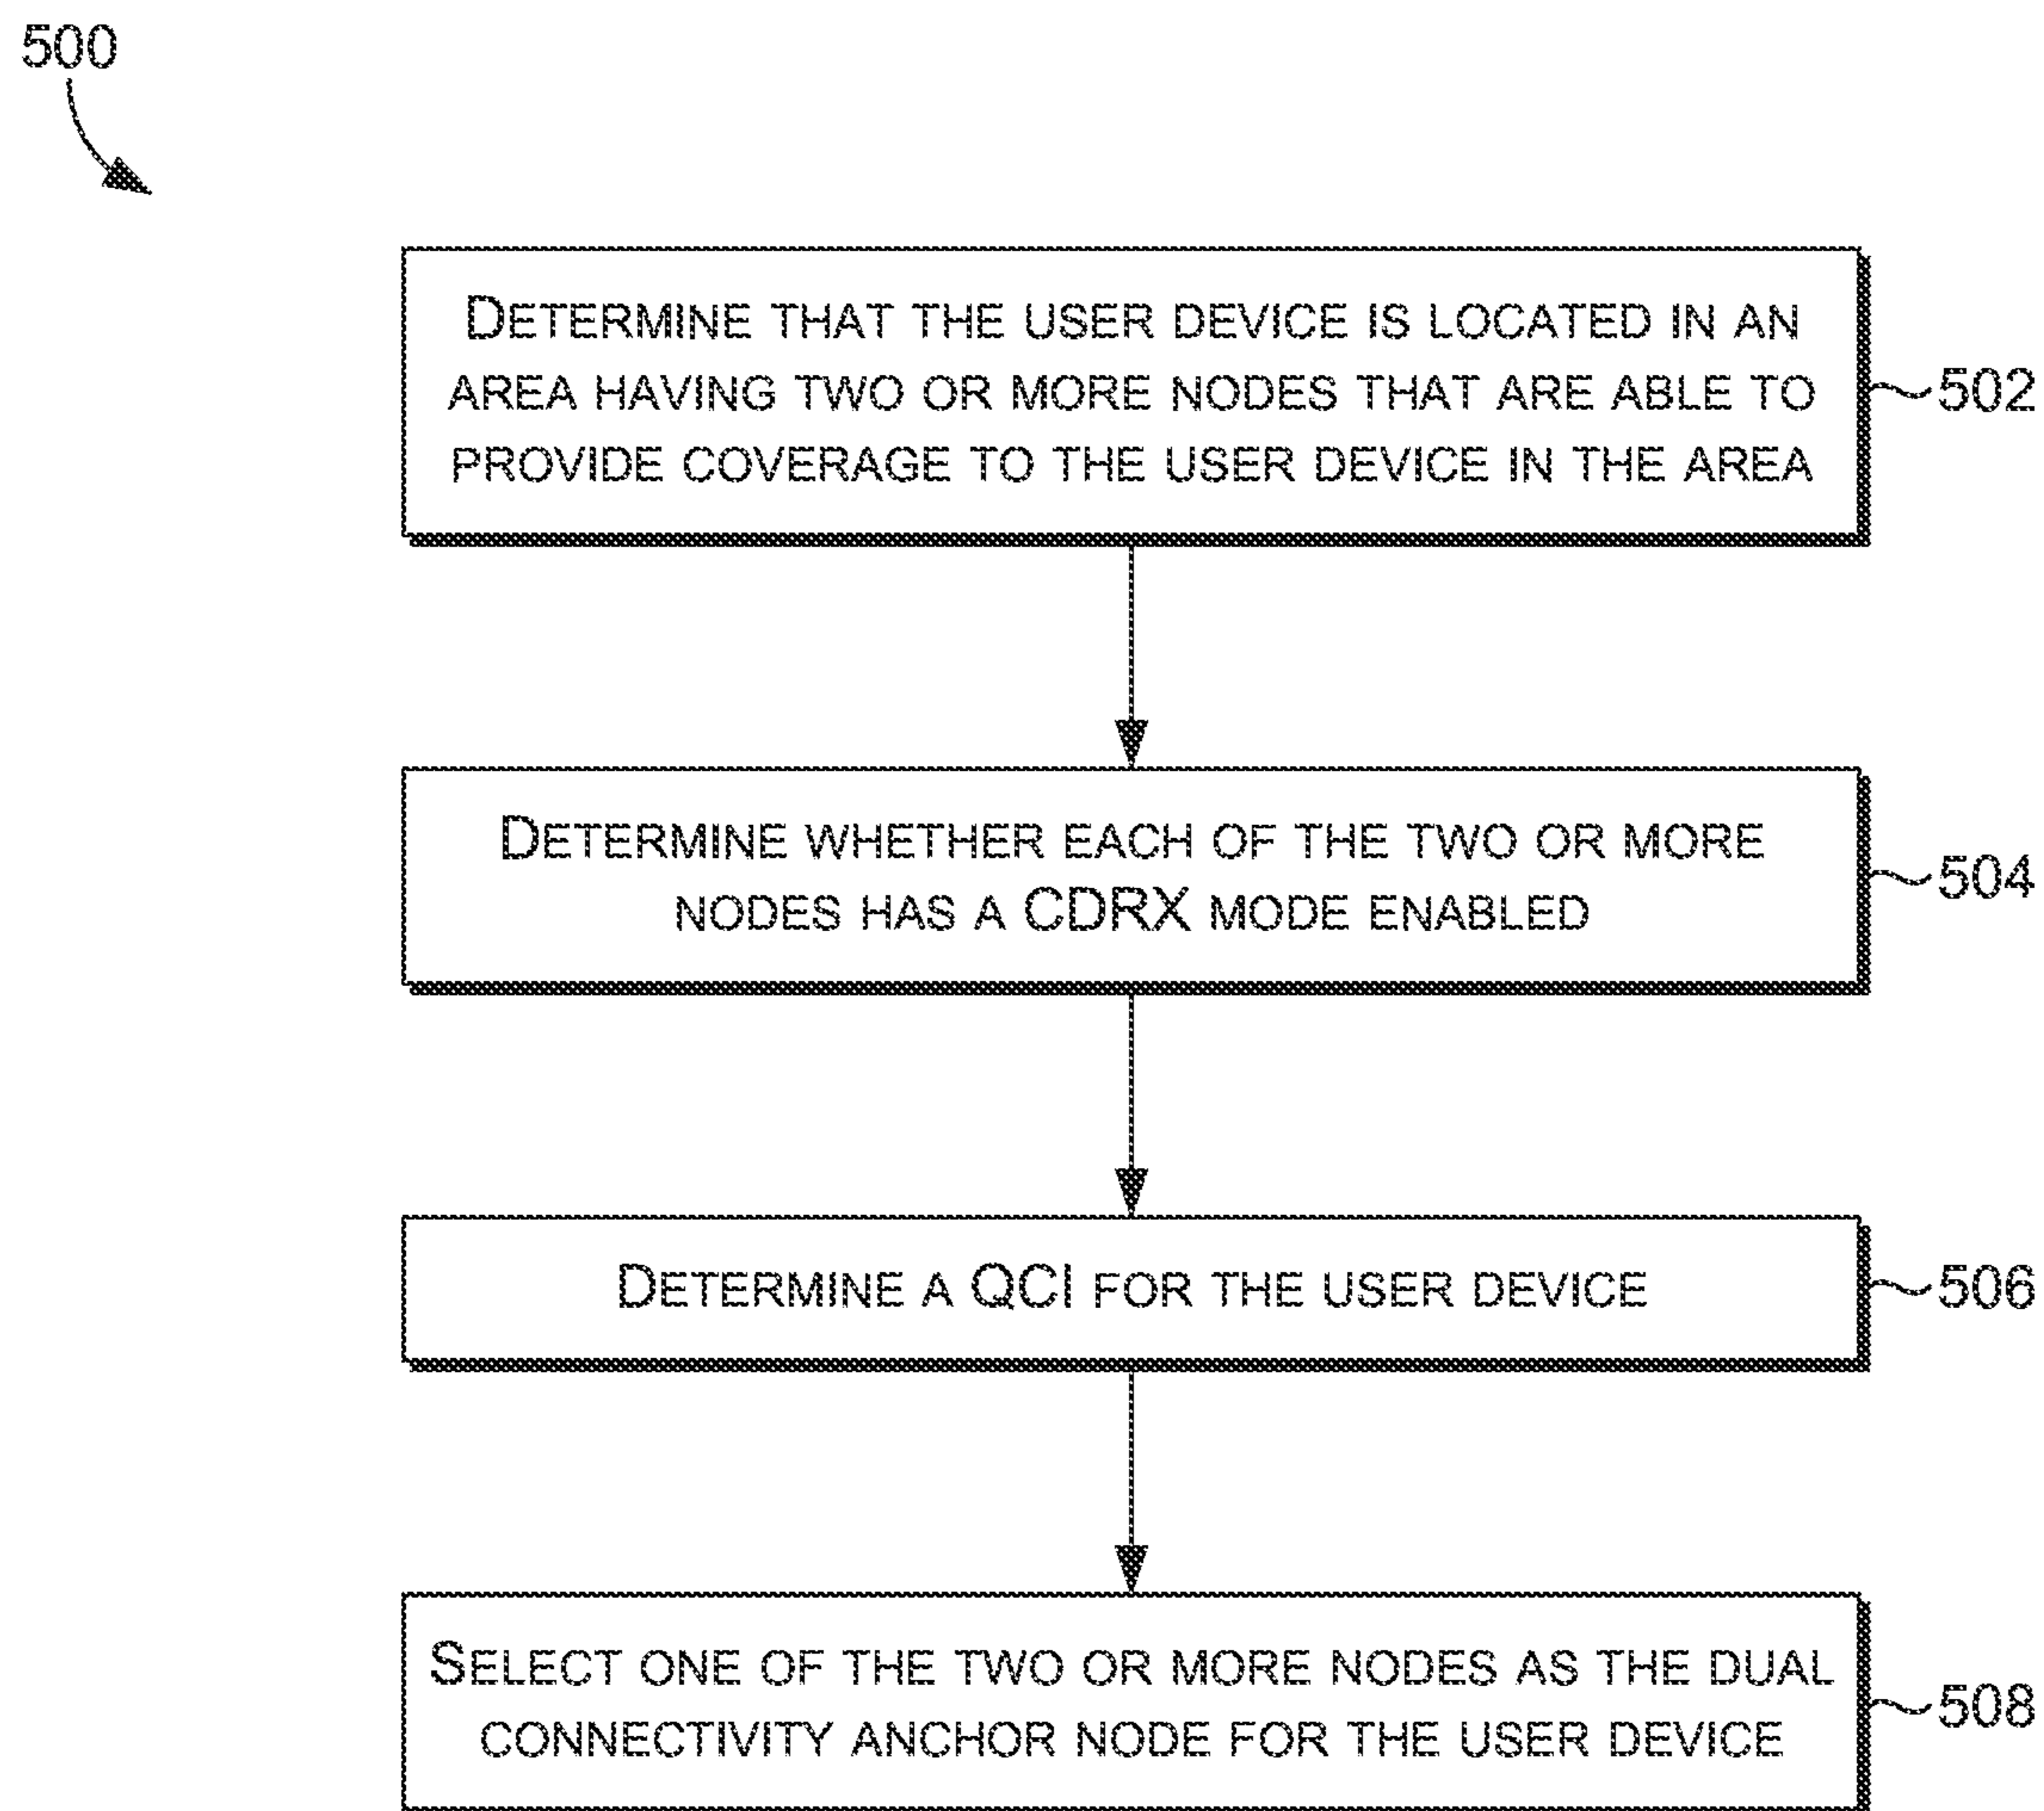 500
DETERMINE THAT THE USER DEVICE IS LOCATED IN AN
AREA HAVING TWO OR MORE NODES THAT ARE ABLE TO
PROVIDE COVERAGE TO THE USER DEVICE IN THE AREA
502
DETERMINE WHETHER EACH OF THE TWO OR MORE
NODES HAS A CDRX MODE ENABLED
504
DETERMINE A QCI FOR THE USER DEVICE
506
SELECT ONE OF THE TWO OR MORE NODES AS THE DUAL
CONNECTIVITY ANCHOR NODE FOR THE USER DEVICE
508